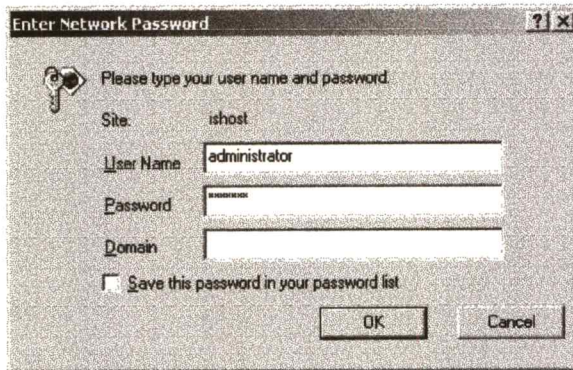 Enter Network Password
Please type your user name and password.
Site: ishost
User Name administrator
Password
Domain
Save this password in your password list
OK Cancel